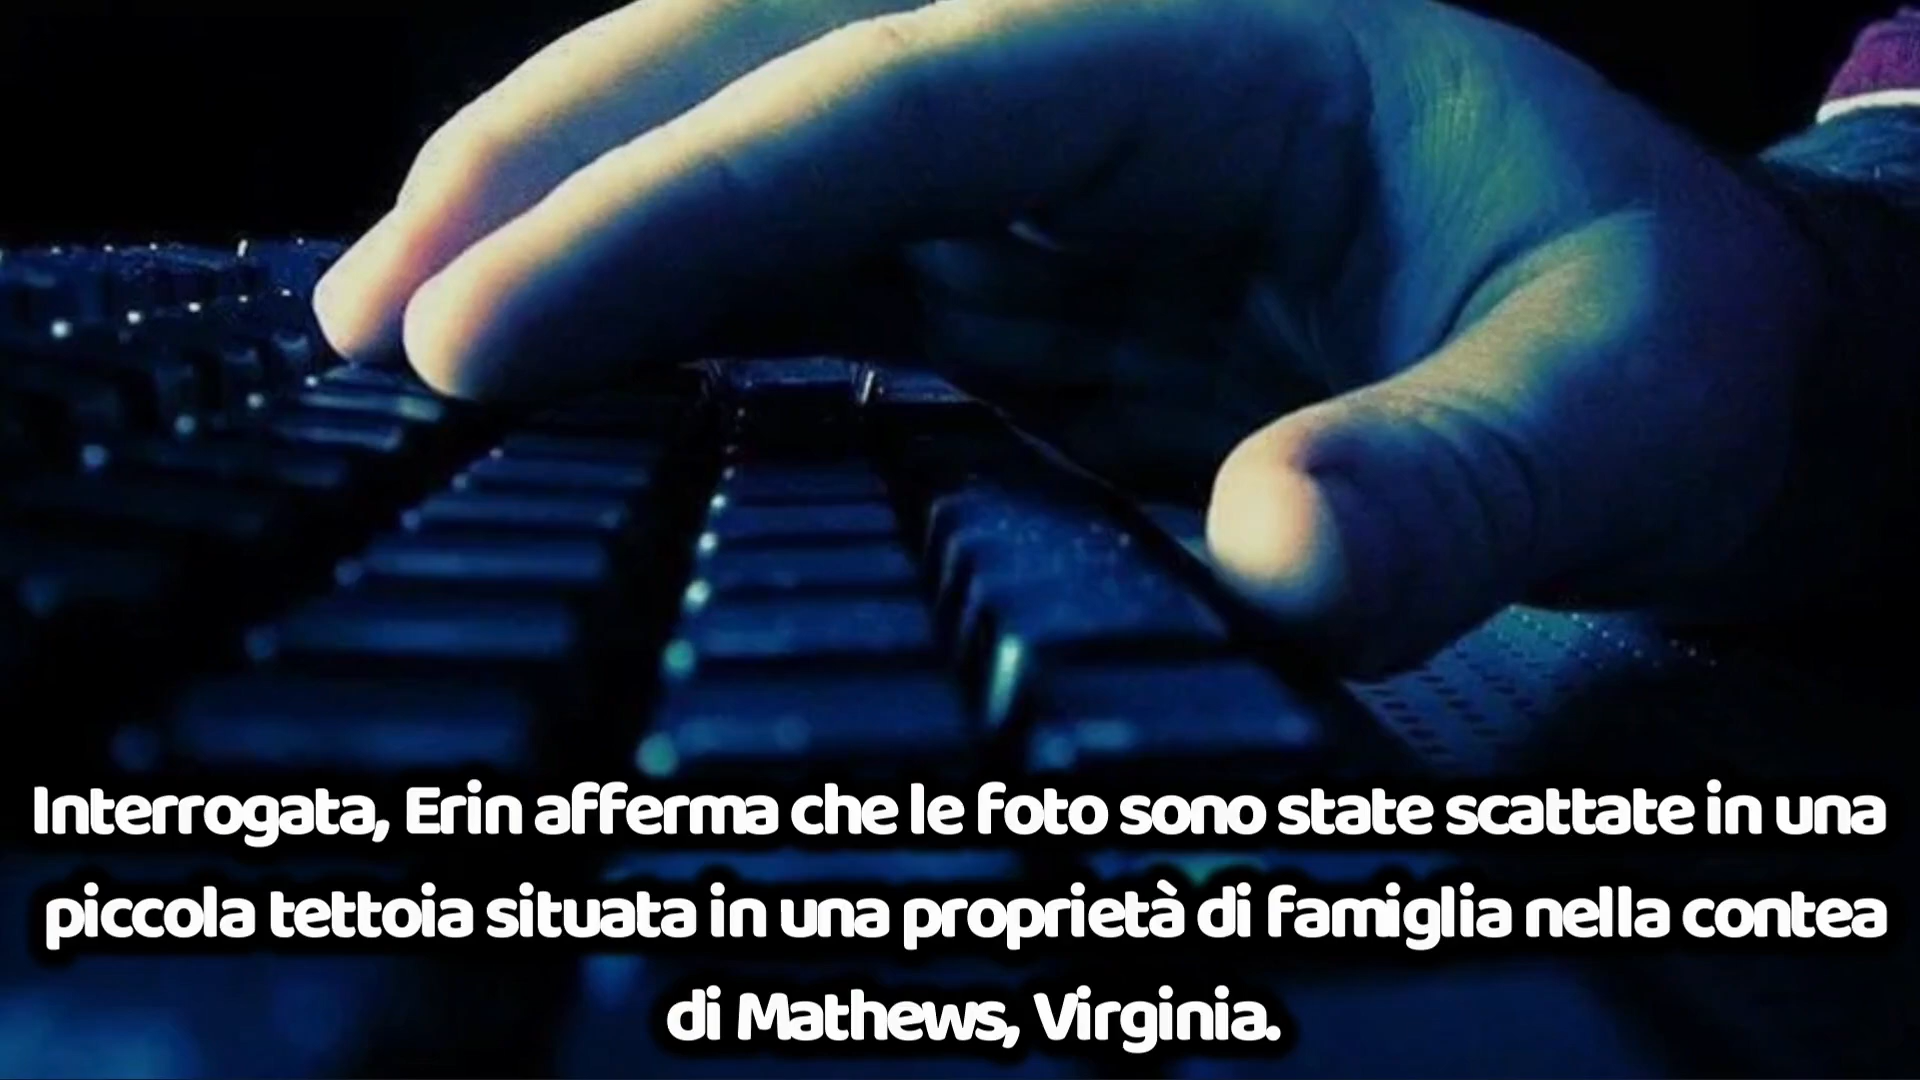 Interrogata, Erin afferma che le foto sono state scattate in una
piccola tettoia situata in una proprietà di famiglia nella contea
di Mathews, Virginia.